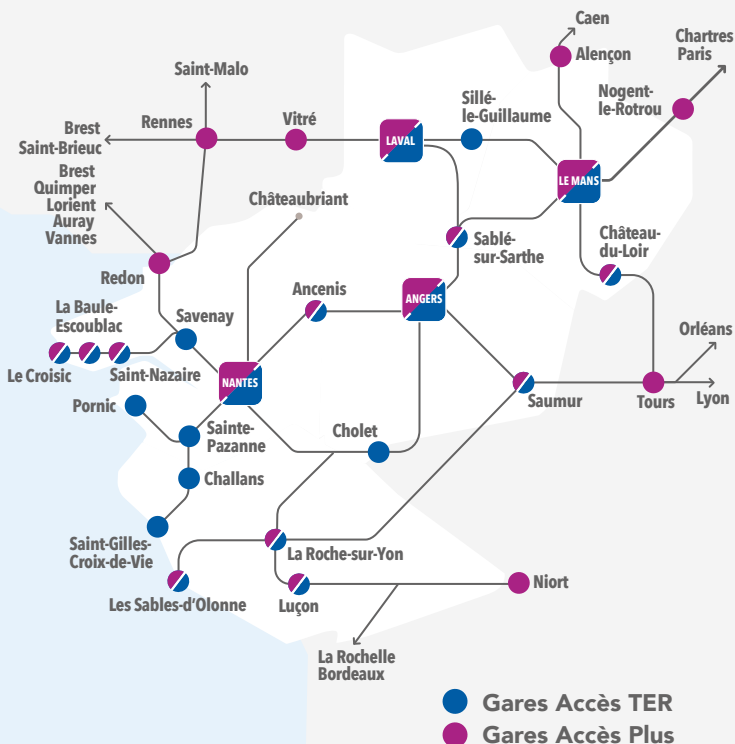 Caen
Alençon
Chartres
Paris
Nogent-
le-Rotrou
Saint-Malo
Sillé-
le-Guillaume
Brest
Saint-Brieuc
Rennes
Vitré
LAVAL
LE MANS
Brest
Quimper
Lorient
Auray
Vannes
Châteaubriant
Sablé-
sur-Sarthe
Château-
du-Loir
Redon
Ancenis
ANGERS
La Baule-
Escoublac
Savenay
Orléans
Le Croisic
Saint-Nazaire
NANTES
Saumur
Tours
Lyon
Pornic
Sainte-
Pazanne
Cholet
Challans
Saint-Gilles-
Croix-de-Vie
La Roche-sur-Yon
Les Sables-d'Olonne
Luçon
Niort
La Rochelle
Bordeaux
Gares Accès TER
Gares Accès Plus